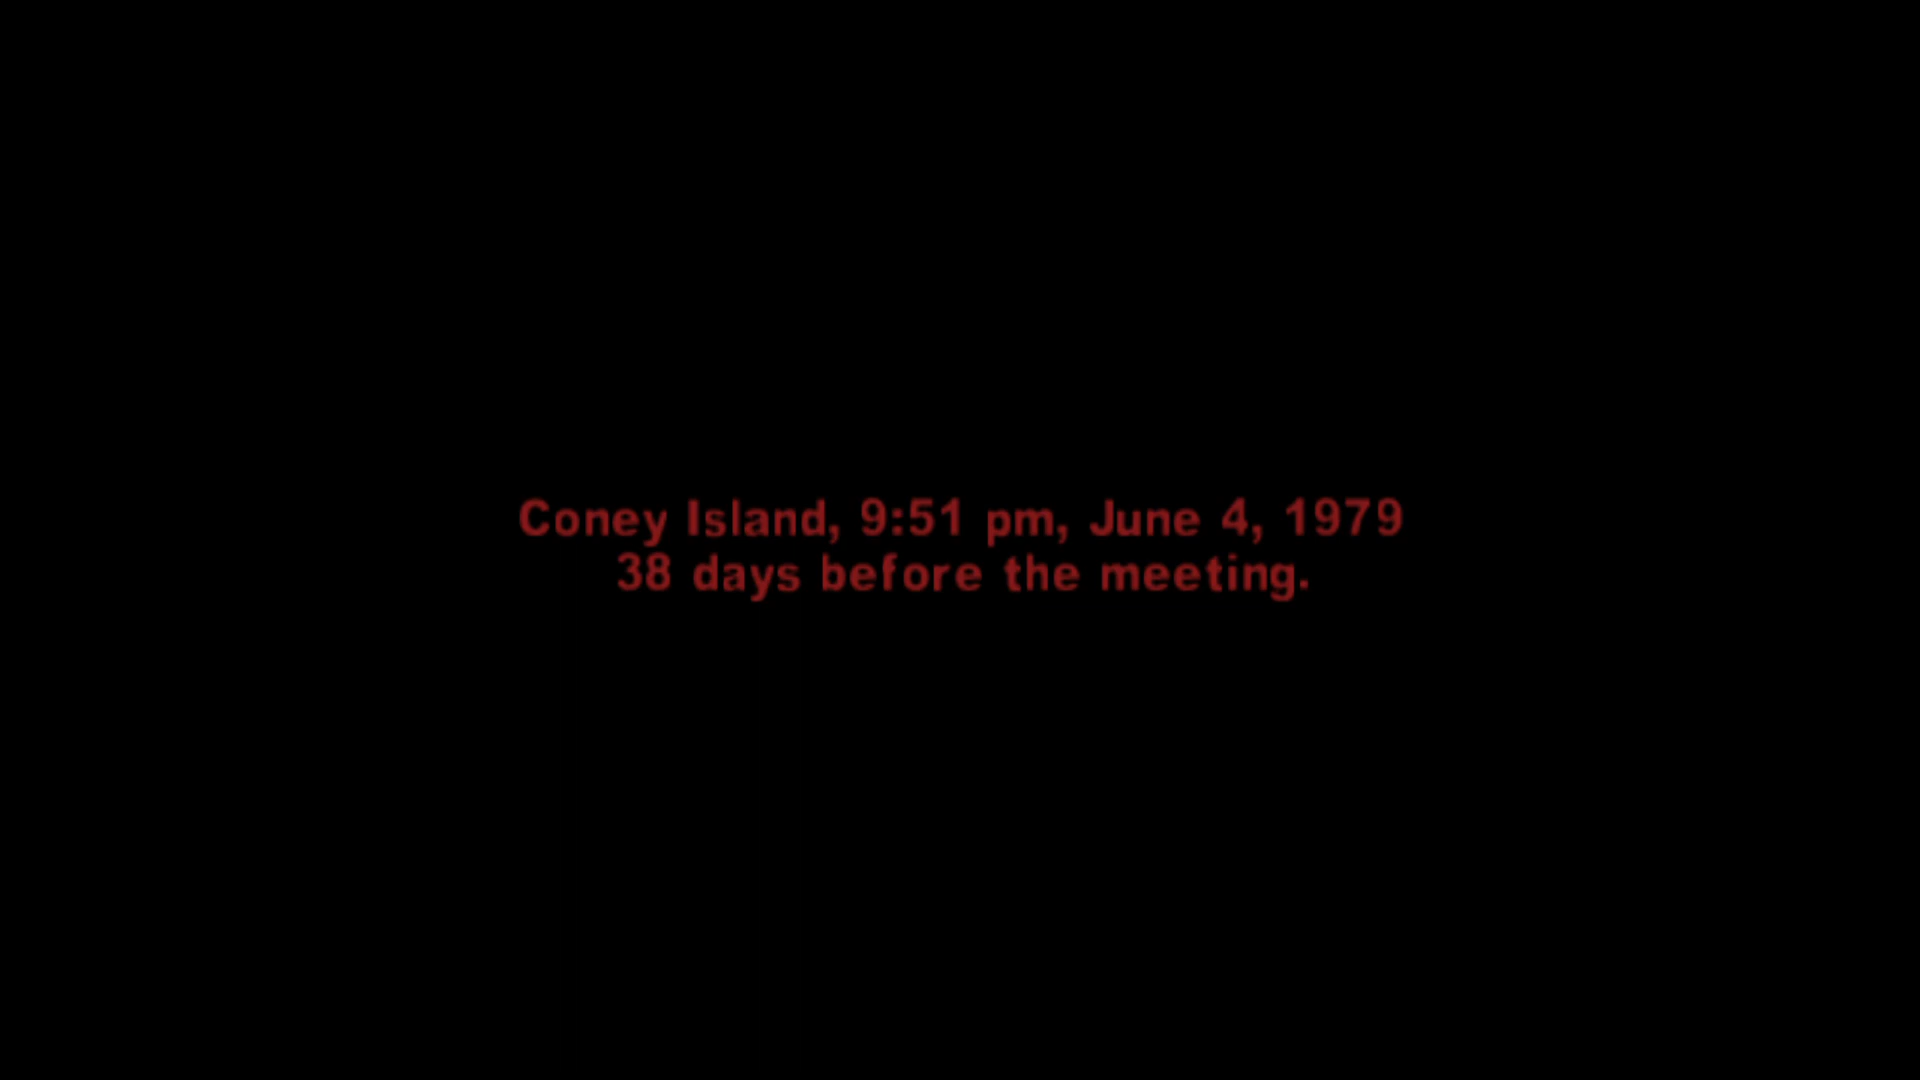 Coney Island, 9:51 pm, June 4, 1979
38 days before the meeting.